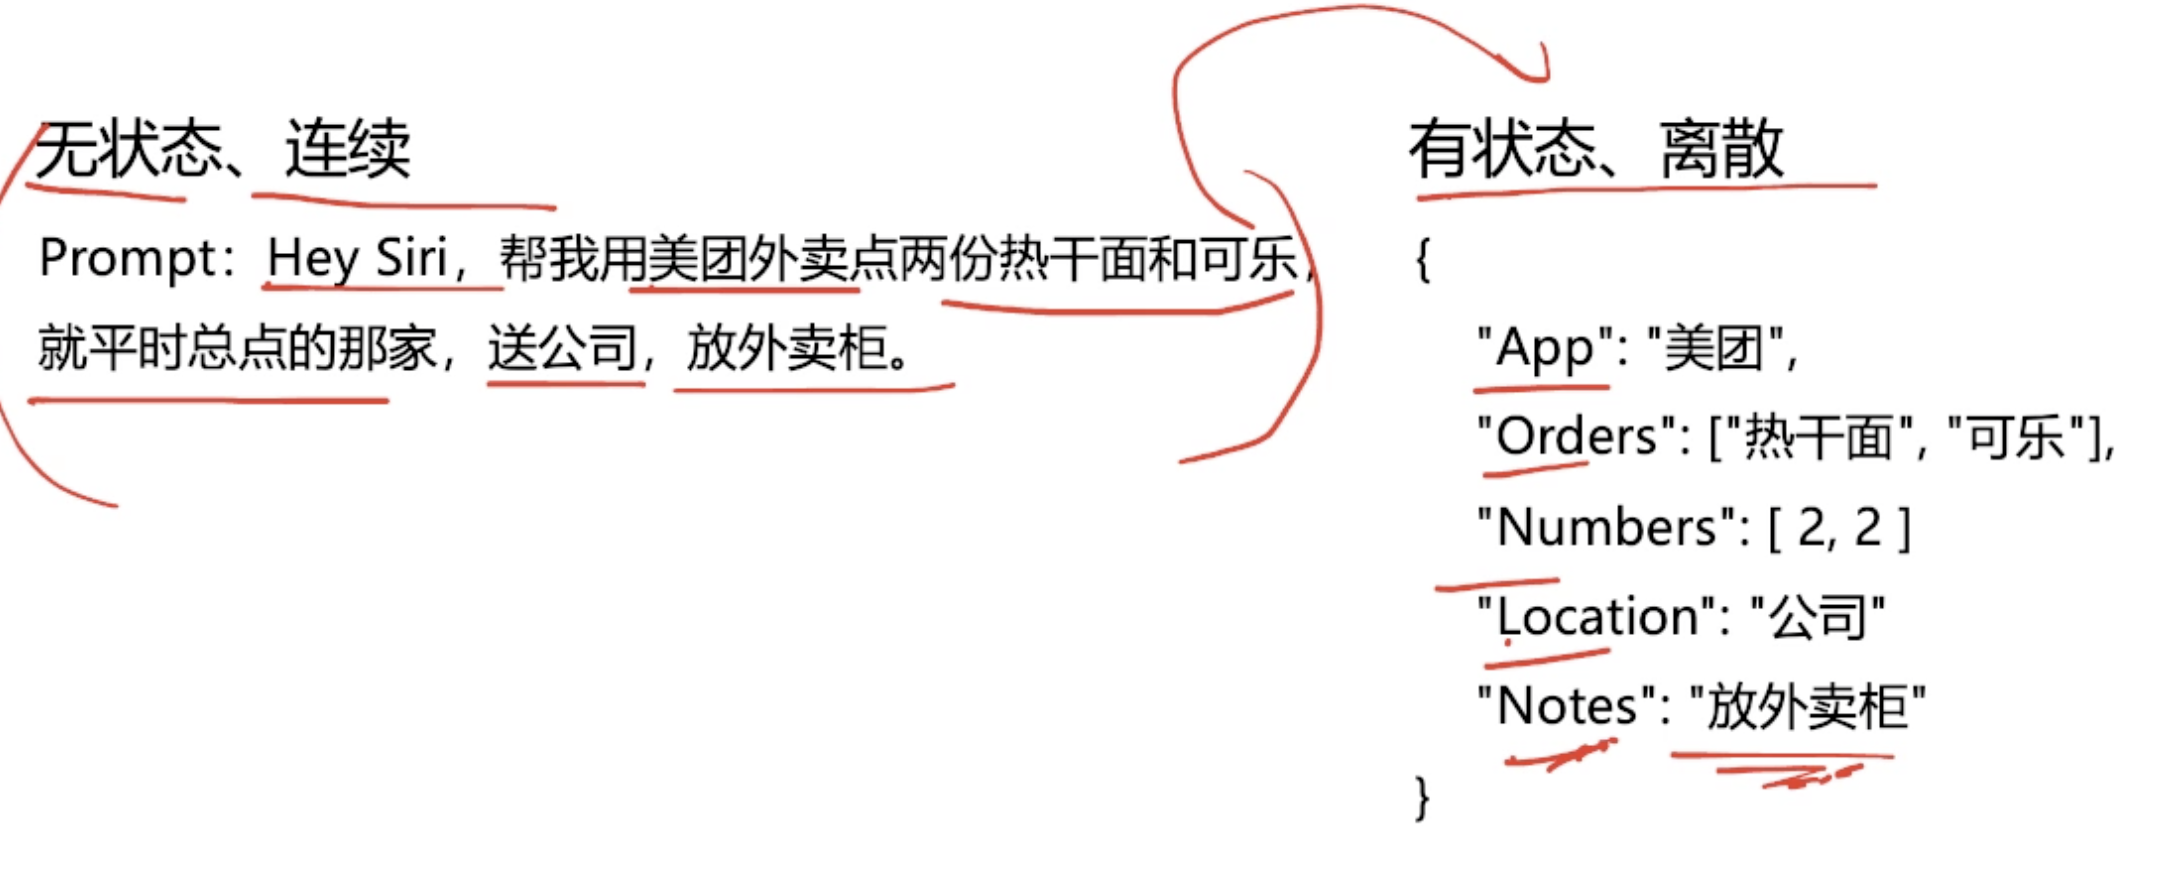 无状态、连续
Prompt：Hey Siri，帮我用美团外卖点两份热干面和可乐，
就平时总点的那家，送公司，放外卖柜。
有状态、离散
{
"App": "美团",
"Orders": ["热干面", "可乐"],
"Numbers": [ 2, 2 ]
"Location": "公司"
"Notes": "放外卖柜"
}